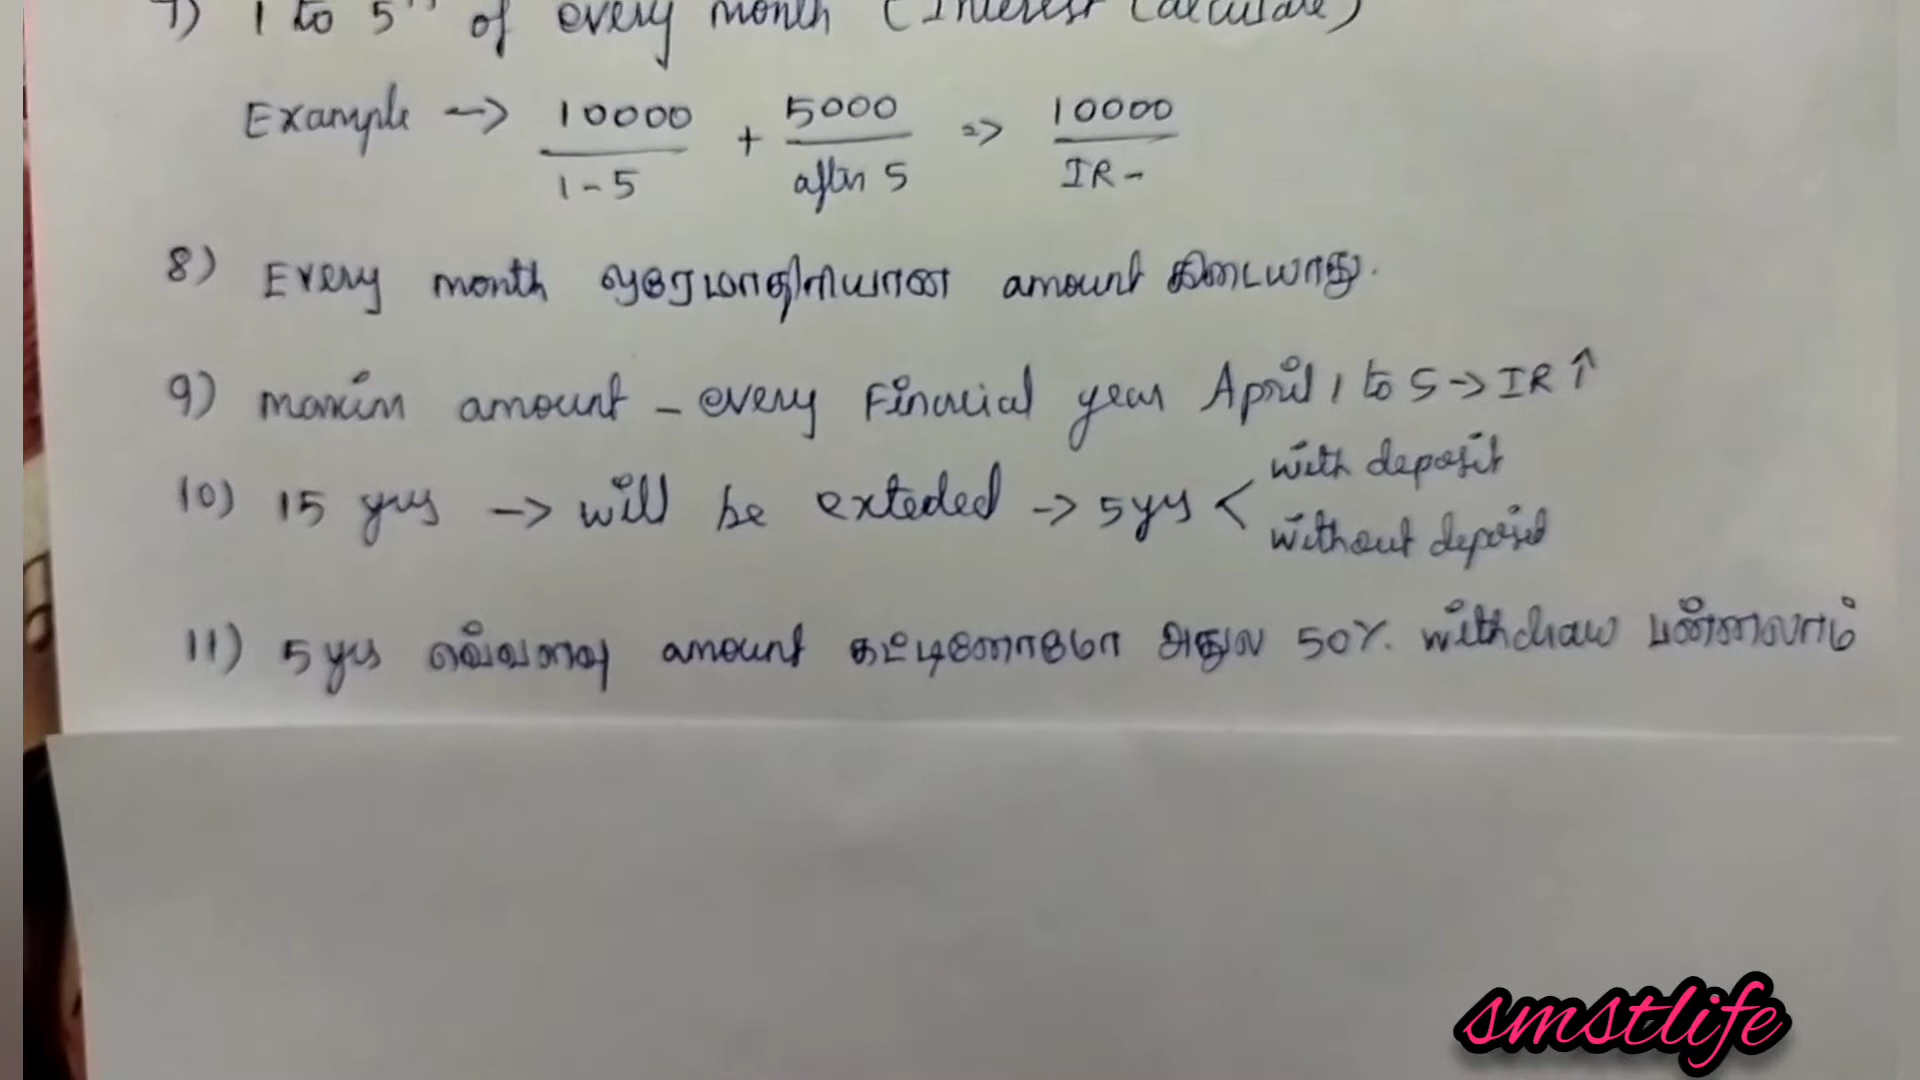 7) 1 to 5th of every month (Interest Calculate)
Example -> 10000 / 1-5 + 5000 / after 5 => 10000 / IR -
8) Every month ஒரேமாதிரியான amount கிடையாது.
9) maxim amount - every Finacial year April 1 to 5 -> IR ↑
10) 15 yrs -> will be exteded -> 5 yrs < with deposit
without deposit
11) 5 yrs எவ்வளவு amount கட்டினோமோ அதுல 50%. withdraw பண்ணலாம்
smstlife